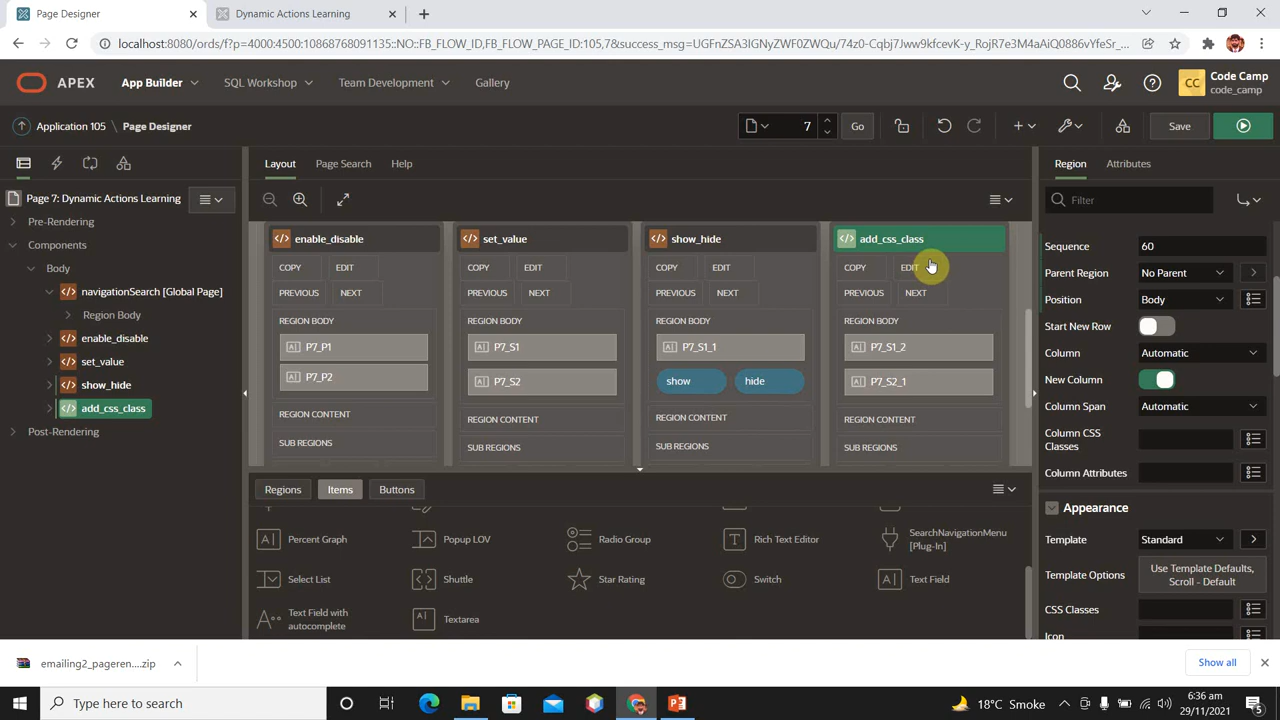 Page Designer
Dynamic Actions Learning
localhost:8080/ords/f?p=4000:4500:10868768091135::NO::FB_FLOW_ID,FB_FLOW_PAGE_ID:105,7&success_msg=
APEX
App Builder
SQL Workshop
Team Development
Gallery
CC
Code Camp
code_camp
Application 105
\
Page Designer
7
Go
Save
Layout
Page Search
Help
Region
Attributes
Page 7: Dynamic Actions Learning
Filter
Pre-Rendering
Components
Body
navigationSearch [Global Page]
Region Body
enable_disable
set_value
show_hide
add_css_class
Post-Rendering
enable_disable
COPY
EDIT
PREVIOUS
NEXT
REGION BODY
P7_P1
P7_P2
REGION CONTENT
SUB REGIONS
set_value
COPY
EDIT
PREVIOUS
NEXT
REGION BODY
P7_S1
P7_S2
REGION CONTENT
SUB REGIONS
show_hide
COPY
EDIT
PREVIOUS
NEXT
REGION BODY
P7_S1_1
show
hide
REGION CONTENT
SUB REGIONS
add_css_class
COPY
EDIT
PREVIOUS
NEXT
REGION BODY
P7_S1_2
P7_S2_1
REGION CONTENT
SUB REGIONS
Regions
Items
Buttons
Percent Graph
Popup LOV
Radio Group
Rich Text Editor
SearchNavigationMenu
[Plug-In]
Select List
Shuttle
Star Rating
Switch
Text Field
Text Field with
autocomplete
Textarea
Sequence
60
Parent Region
No Parent
Position
Body
Start New Row
Column
Automatic
New Column
Column Span
Automatic
Column CSS
Classes
Column Attributes
Appearance
Template
Standard
Template Options
Use Template Defaults,
Scroll - Default
CSS Classes
Icon
emailing2_pageren....zip
Show all
Type here to search
18°C Smoke
6:36 am
29/11/2021
5